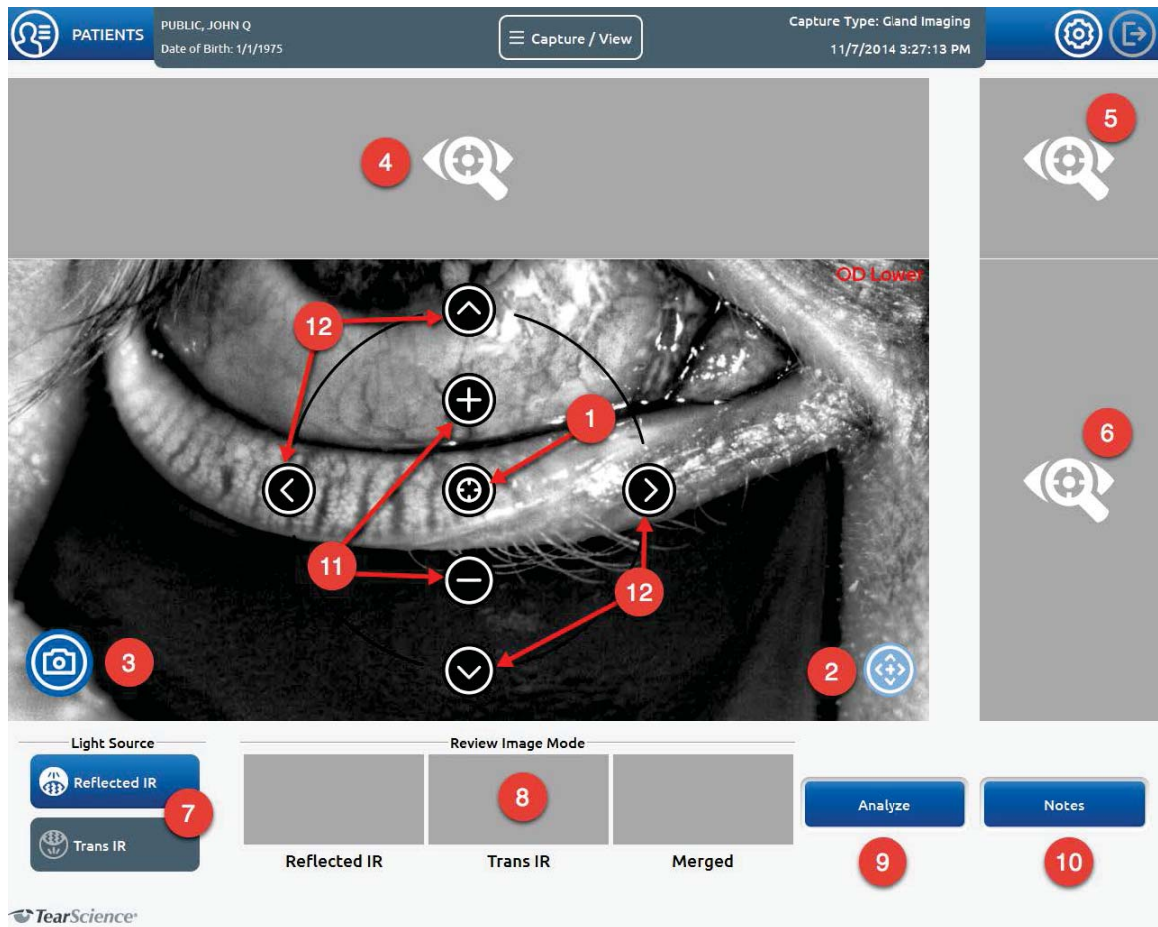 PATIENTS
PUBLIC, JOHN Q
Date of Birth: 1/1/1975
Capture / View
Capture Type: Gland Imaging
11/7/2014 3:27:13 PM
5
4
OD Lower
12
1
6
11
12
3
2
Light Source
Review Image Mode
Reflected IR
7
8
Analyze
Notes
Trans IR
Reflected IR
Trans IR
Merged
9
10
TearScience